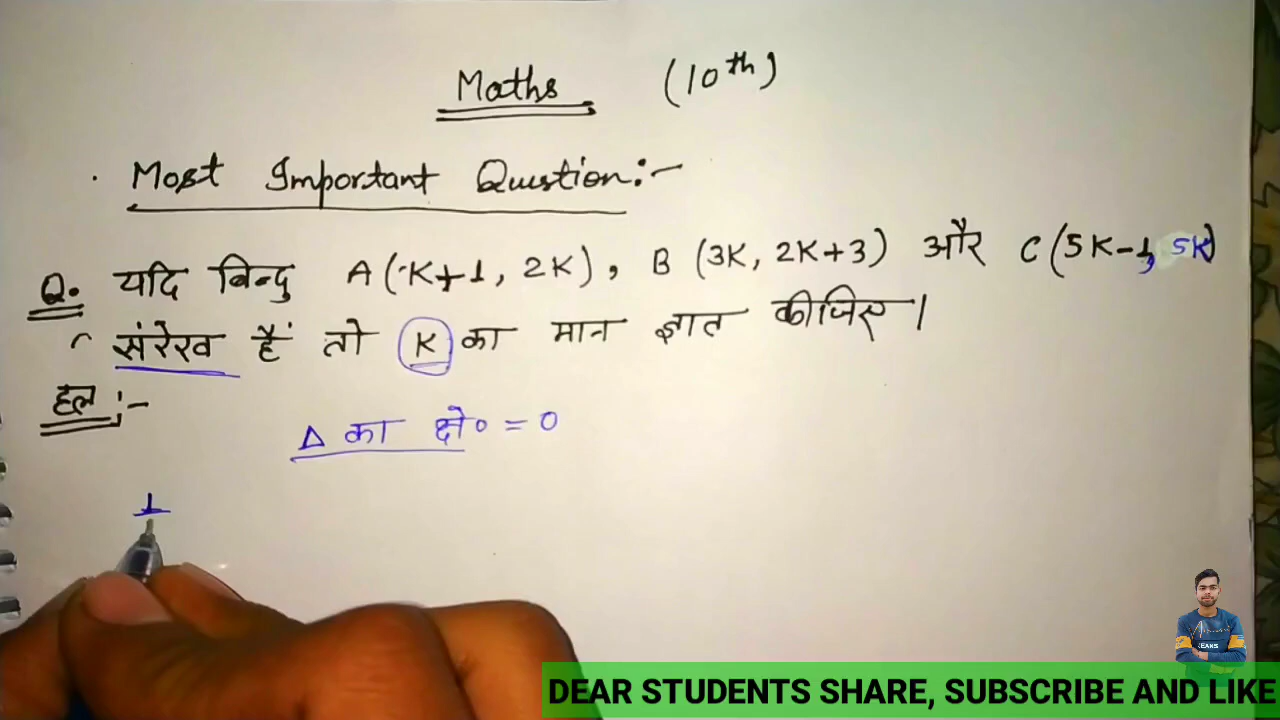 Maths (10th)
Most Important Question:-
Q. यदि बिन्दु A(-K+1, 2K), B (3K, 2K+3) और C(5K-1, 5K)
संरेख हैं तो K का मान ज्ञात कीजिए।
हल :-
Δ का क्षे० = 0
1
DEAR STUDENTS SHARE, SUBSCRIBE AND LIKE